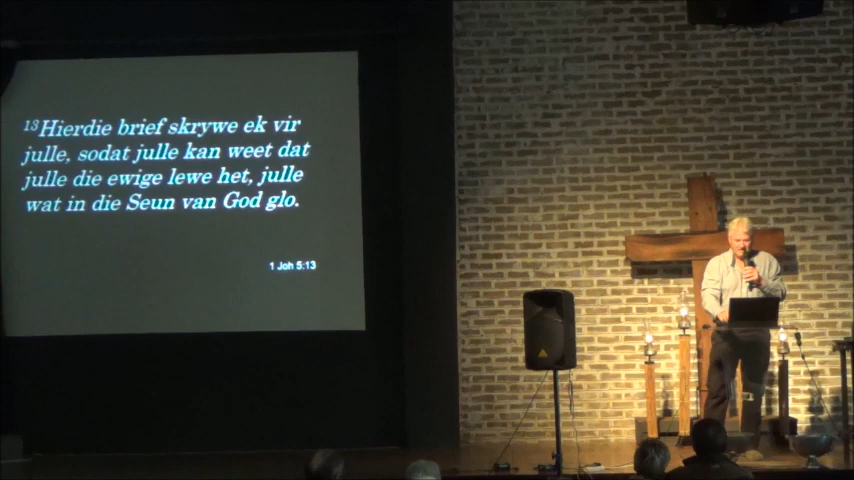 ¹³Hierdie brief skrywe ek vir
julle, sodat julle kan weet dat
julle die ewige lewe het, julle
wat in die Seun van God glo.
1 Joh 5:13